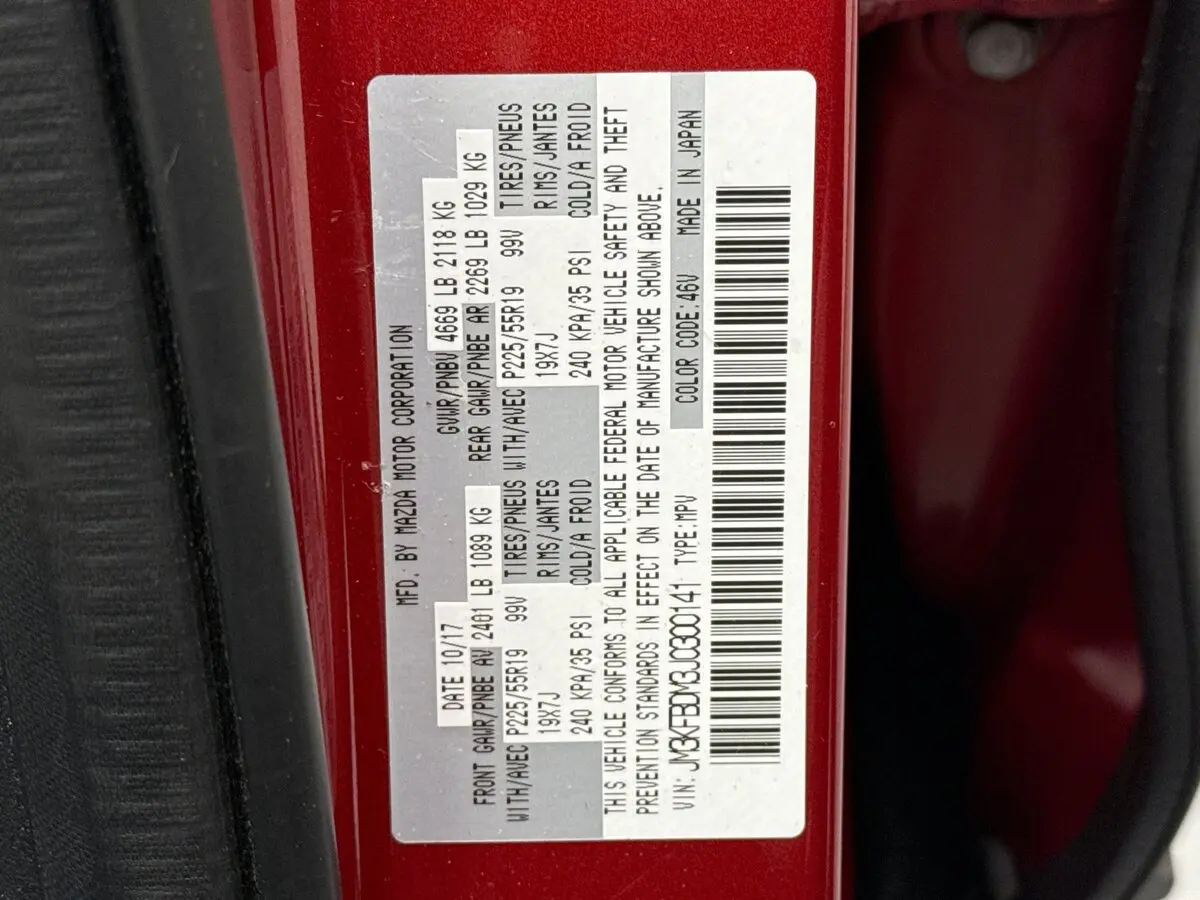 MFD. BY MAZDA MOTOR CORPORATION
DATE 10/17 GVWR/PNBV 4669 LB 2118 KG
FRONT GAWR/PNBE AV 2401 LB 1089 KG REAR GAWR/PNBE AR 2269 LB 1029 KG
WITH/AVEC P225/55R19 99V TIRES/PNEUS WITH/AVEC P225/55R19 99V TIRES/PNEUS
19X7J RIMS/JANTES 19X7J RIMS/JANTES
240 KPA/35 PSI COLD/A FROID 240 KPA/35 PSI COLD/A FROID
THIS VEHICLE CONFORMS TO ALL APPLICABLE FEDERAL MOTOR VEHICLE SAFETY AND THEFT
PREVENTION STANDARDS IN EFFECT ON THE DATE OF MANUFACTURE SHOWN ABOVE.
VIN: JM3KFBDM3J0300141 TYPE:MPV COLOR CODE:46V MADE IN JAPAN